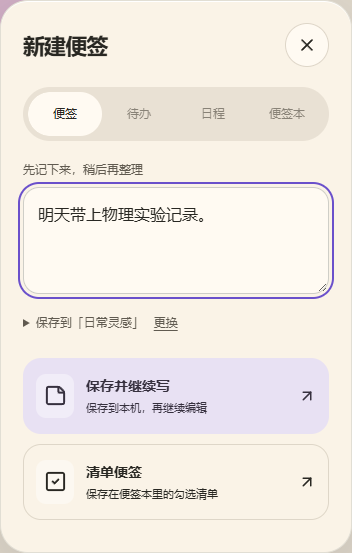 新建便签
便签 待办 日程 便签本
先记下来，稍后再整理
明天带上物理实验记录。
保存到「日常灵感」 更换
保存并继续写
保存到本机，再继续编辑
清单便签
保存在便签本里的勾选清单